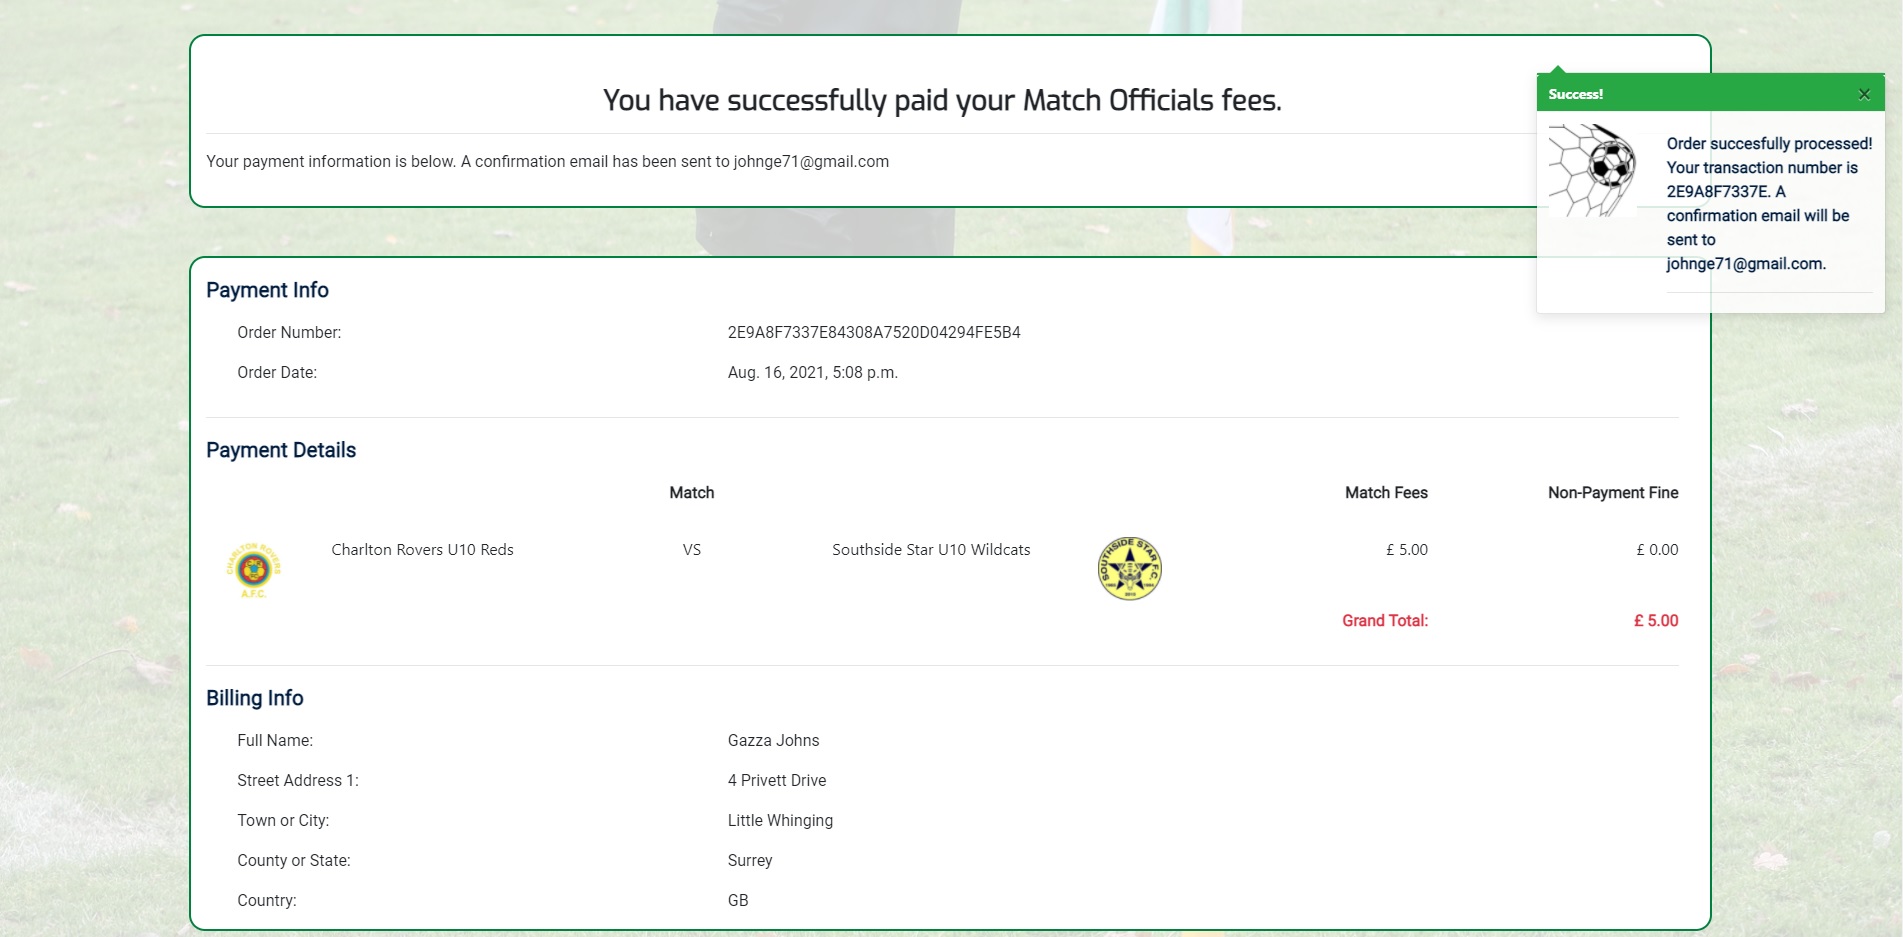 You have successfully paid your Match Officials fees.
Your payment information is below. A confirmation email has been sent to johnge71@gmail.com
Success! ×
Order succesfully processed!
Your transaction number is
2E9A8F7337E. A
confirmation email will be
sent to
johnge71@gmail.com.
Payment Info
Order Number: 2E9A8F7337E84308A7520D04294FE5B4
Order Date: Aug. 16, 2021, 5:08 p.m.
Payment Details
Match Match Fees Non-Payment Fine
CHARLTON ROVERS
A.F.C.
Charlton Rovers U10 Reds VS Southside Star U10 Wildcats
SOUTHSIDE STAR F.C.
£ 5.00 £ 0.00
Grand Total: £ 5.00
Billing Info
Full Name: Gazza Johns
Street Address 1: 4 Privett Drive
Town or City: Little Whinging
County or State: Surrey
Country: GB